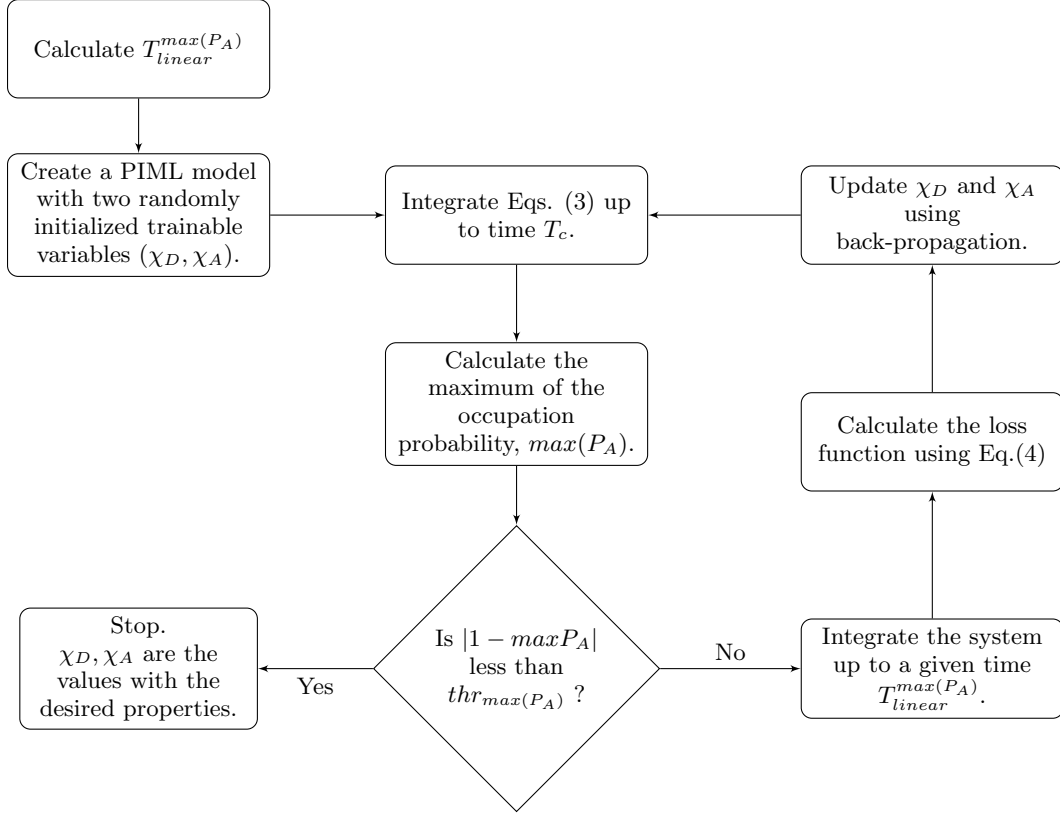 Calculate $T_{linear}^{max(P_A)}$
Create a PIML model
with two randomly
initialized trainable
variables $(\chi_D, \chi_A)$.
Integrate Eqs. (3) up
to time $T_c$.
Update $\chi_D$ and $\chi_A$
using
back-propagation.
Calculate the
maximum of the
occupation
probability, $max(P_A)$.
Calculate the loss
function using Eq.(4)
Stop.
$\chi_D, \chi_A$ are the
values with the
desired properties.
Yes
Is $|1 - maxP_A|$
less than
$thr_{max(P_A)}$ ?
No
Integrate the system
up to a given time
$T_{linear}^{max(P_A)}$.